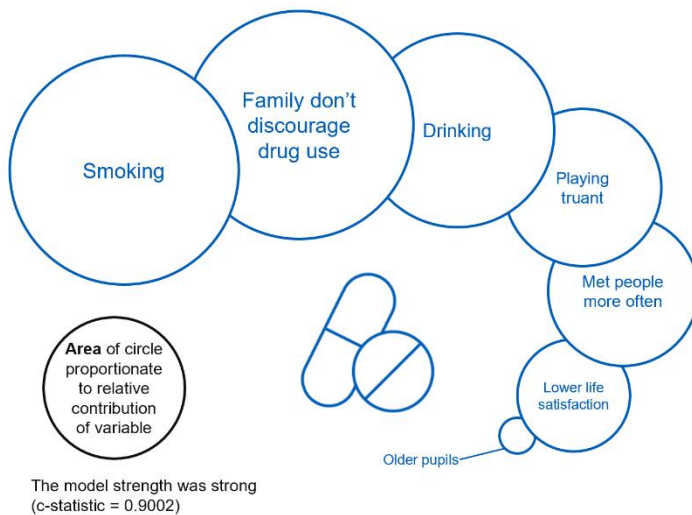 Smoking
Family don't
discourage
drug use
Drinking
Playing
truant
Met people
more often
Lower life
satisfaction
Older pupils
Area of circle
proportionate
to relative
contribution
of variable
The model strength was strong
(c-statistic = 0.9002)